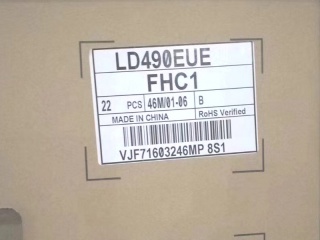 LD490EUE
FHC1
22 PCS 46M/01-06 B
MADE IN CHINA RoHS Verified
VJF71603246MP 8S1